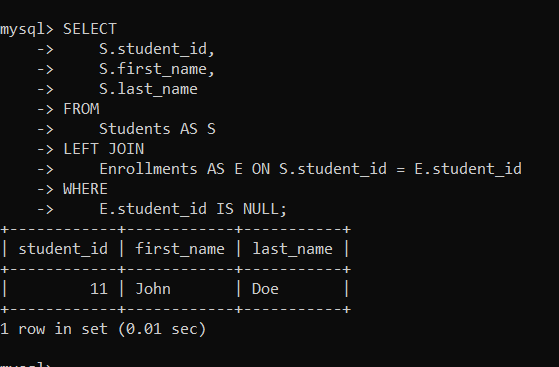 mysql> SELECT
    ->     S.student_id,
    ->     S.first_name,
    ->     S.last_name
    -> FROM
    ->     Students AS S
    -> LEFT JOIN
    ->     Enrollments AS E ON S.student_id = E.student_id
    -> WHERE
    ->     E.student_id IS NULL;
+------------+------------+-----------+
| student_id | first_name | last_name |
+------------+------------+-----------+
|         11 | John       | Doe       |
+------------+------------+-----------+
1 row in set (0.01 sec)

mysql>